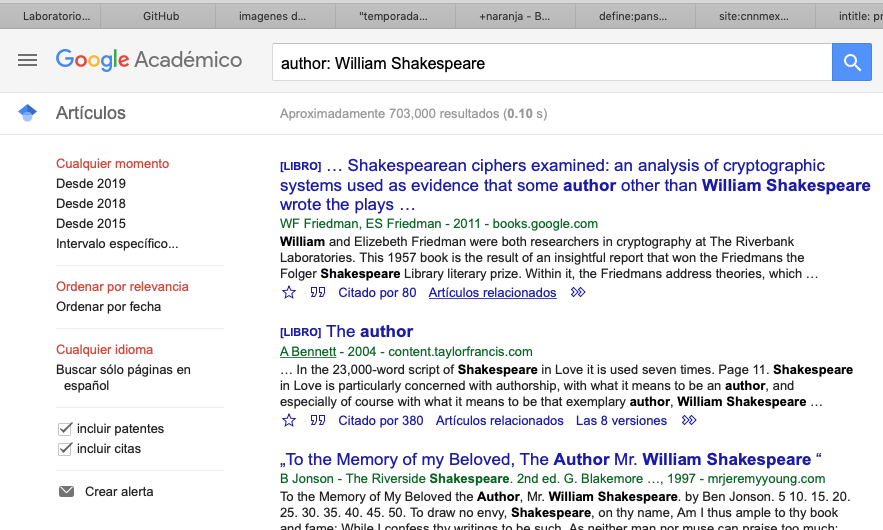 Laboratorio... GitHub imagenes d... "temporada... +naranja - B... define:pans... site:cnnmex... intitle: pr
Google Académico author: William Shakespeare
Artículos Aproximadamente 703,000 resultados (0.10 s)
Cualquier momento
Desde 2019
Desde 2018
Desde 2015
Intervalo específico...
Ordenar por relevancia
Ordenar por fecha
Cualquier idioma
Buscar sólo páginas en
español
incluir patentes
incluir citas
Crear alerta
[LIBRO] … Shakespearean ciphers examined: an analysis of cryptographic
systems used as evidence that some author other than William Shakespeare
wrote the plays …
WF Friedman, ES Friedman - 2011 - books.google.com
William and Elizebeth Friedman were both researchers in cryptography at The Riverbank
Laboratories. This 1957 book is the result of an insightful report that won the Friedmans the
Folger Shakespeare Library literary prize. Within it, the Friedmans address theories, which …
Citado por 80 Artículos relacionados
[LIBRO] The author
A Bennett - 2004 - content.taylorfrancis.com
… In the 23,000-word script of Shakespeare in Love it is used seven times. Page 11. Shakespeare
in Love is particularly concerned with authorship, with what it means to be an author, and
especially of course with what it means to be that exemplary author, William Shakespeare …
Citado por 380 Artículos relacionados Las 8 versiones
„To the Memory of my Beloved, The Author Mr. William Shakespeare “
B Jonson - The Riverside Shakespeare. 2nd ed. G. Blakemore …, 1997 - mrjeremyyoung.com
To the Memory of My Beloved the Author, Mr. William Shakespeare. by Ben Jonson. 5 10. 15. 20.
25. 30. 35. 40. 45. 50. To draw no envy, Shakespeare, on thy name, Am I thus ample to thy book
and fame; While I confess thy writings to be such, As neither man nor muse can praise too much;